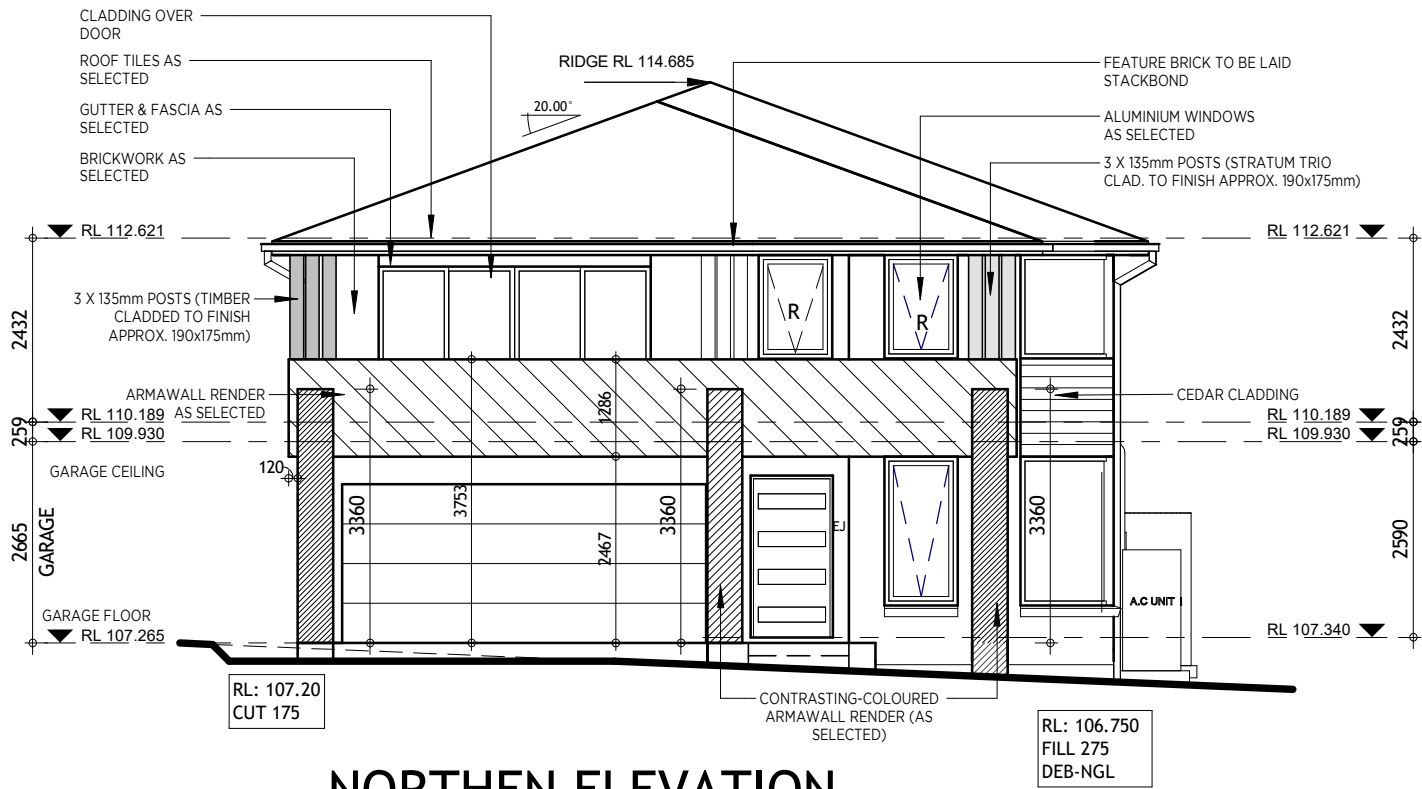 CLADDING OVER
DOOR
ROOF TILES AS
SELECTED
GUTTER & FASCIA AS
SELECTED
BRICKWORK AS
SELECTED
RIDGE RL 114.685
20.00°
FEATURE BRICK TO BE LAID
STACKBOND
ALUMINIUM WINDOWS
AS SELECTED
3 X 135mm POSTS (STRATUM TRIO
CLAD. TO FINISH APPROX. 190x175mm)
RL 112.621
RL 112.621
3 X 135mm POSTS (TIMBER
CLADDED TO FINISH
APPROX. 190x175mm)
2432
R
R
2432
ARMAWALL RENDER
AS SELECTED
1286
CEDAR CLADDING
RL 110.189
RL 110.189
259
259
RL 109.930
RL 109.930
GARAGE CEILING
120
3360
3753
3360
3360
2467
EJ
2665
GARAGE
2590
A.C UNIT
GARAGE FLOOR
RL 107.265
RL 107.340
RL: 107.20
CUT 175
CONTRASTING-COLOURED
ARMAWALL RENDER (AS
SELECTED)
RL: 106.750
FILL 275
DEB-NGL
NORTHEN ELEVATION